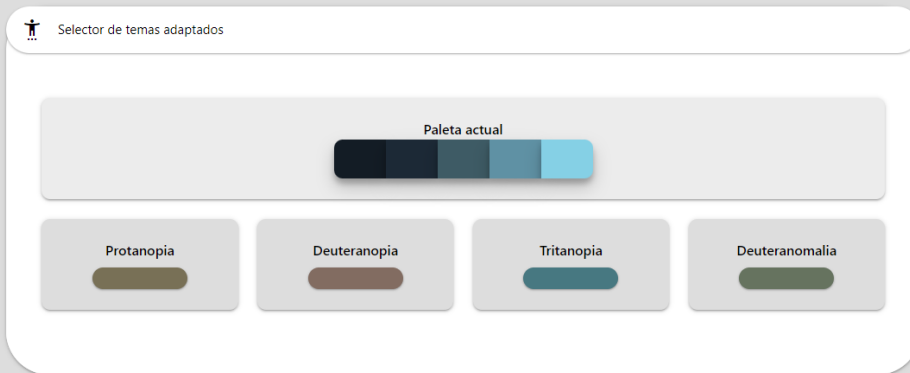 Selector de temas adaptados
Paleta actual
Protanopia
Deuteranopia
Tritanopia
Deuteranomalia